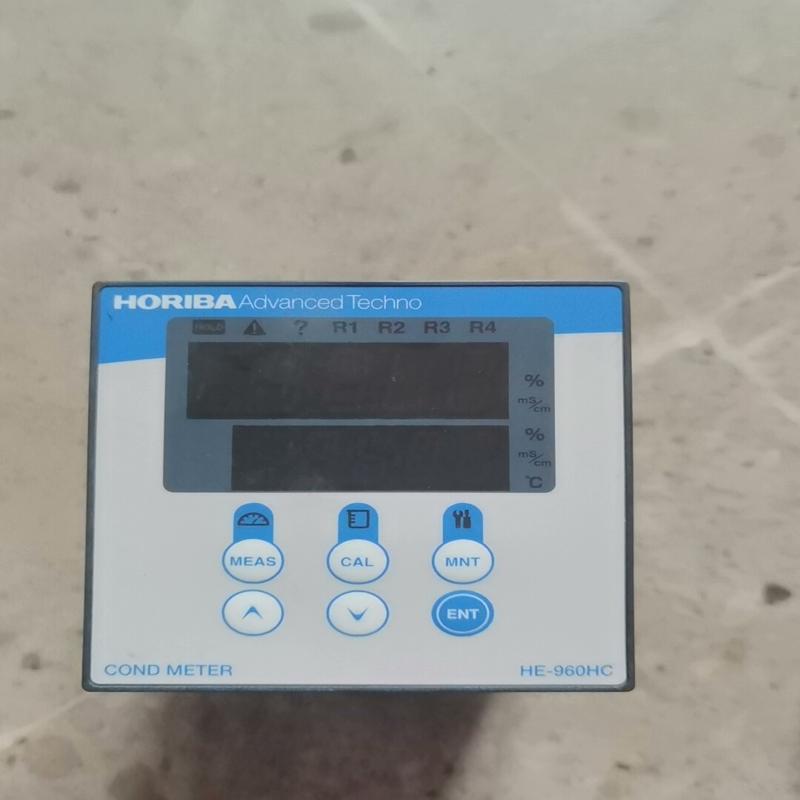 HORIBA Advanced Techno
HOLD ? R1 R2 R3 R4
%
mS/cm
%
mS/cm
°C
MEAS CAL MNT
ENT
COND METER HE-960HC